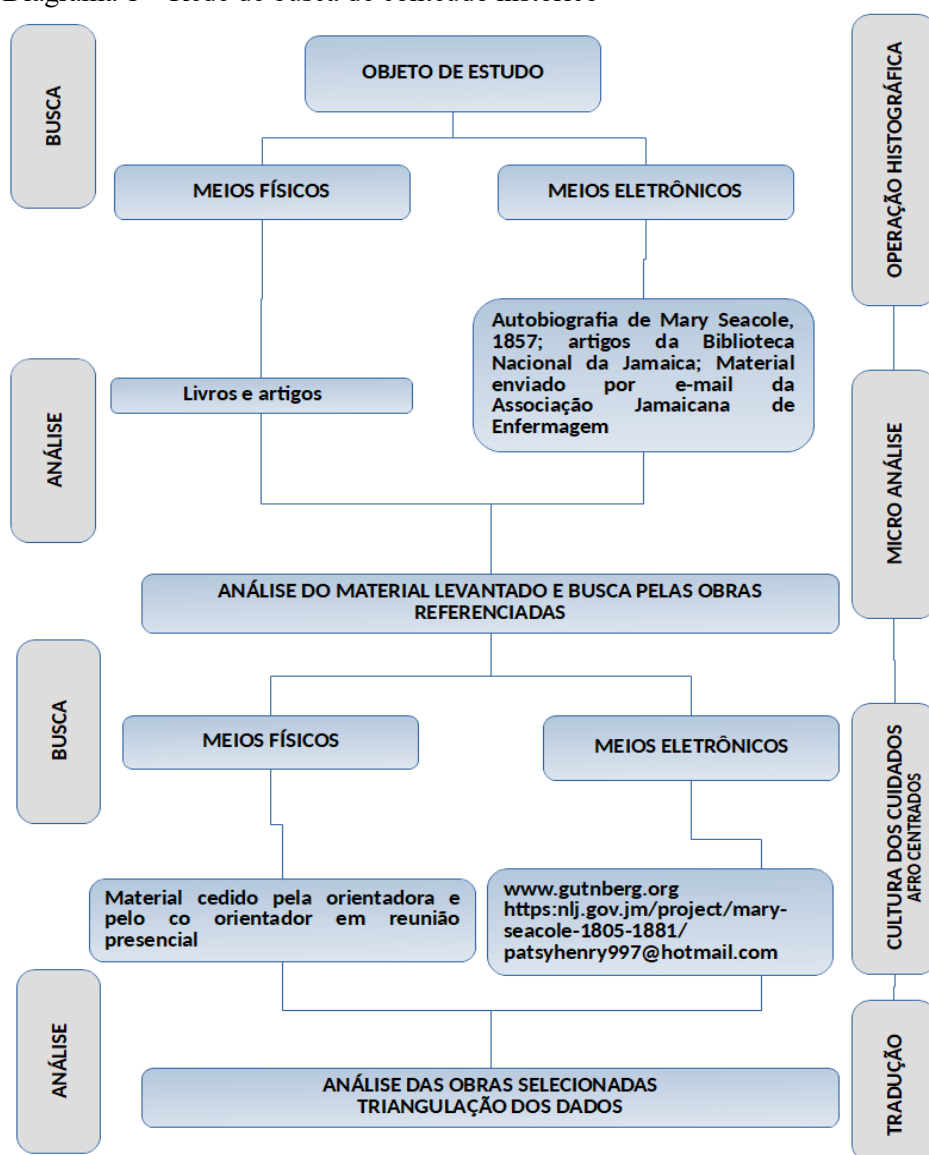 Diagrama 1 – Rede de busca de conteúdo histórico
BUSCA
OBJETO DE ESTUDO
OPERAÇÃO HISTOGRÁFICA
MEIOS FÍSICOS
MEIOS ELETRÔNICOS
ANÁLISE
Livros e artigos
Autobiografia de Mary Seacole,
1857; artigos da Biblioteca
Nacional da Jamaica; Material
enviado por e-mail da
Associação Jamaicana de
Enfermagem
MICRO ANÁLISE
ANÁLISE DO MATERIAL LEVANTADO E BUSCA PELAS OBRAS
REFERENCIADAS
BUSCA
MEIOS FÍSICOS
MEIOS ELETRÔNICOS
CULTURA DOS CUIDADOS
AFRO CENTRADOS
Material cedido pela orientadora e
pelo co orientador em reunião
presencial
www.gutnberg.org
https:nlj.gov.jm/project/mary-
seacole-1805-1881/
patsyhenry997@hotmail.com
ANÁLISE
ANÁLISE DAS OBRAS SELECIONADAS
TRIANGULAÇÃO DOS DADOS
TRADUÇÃO